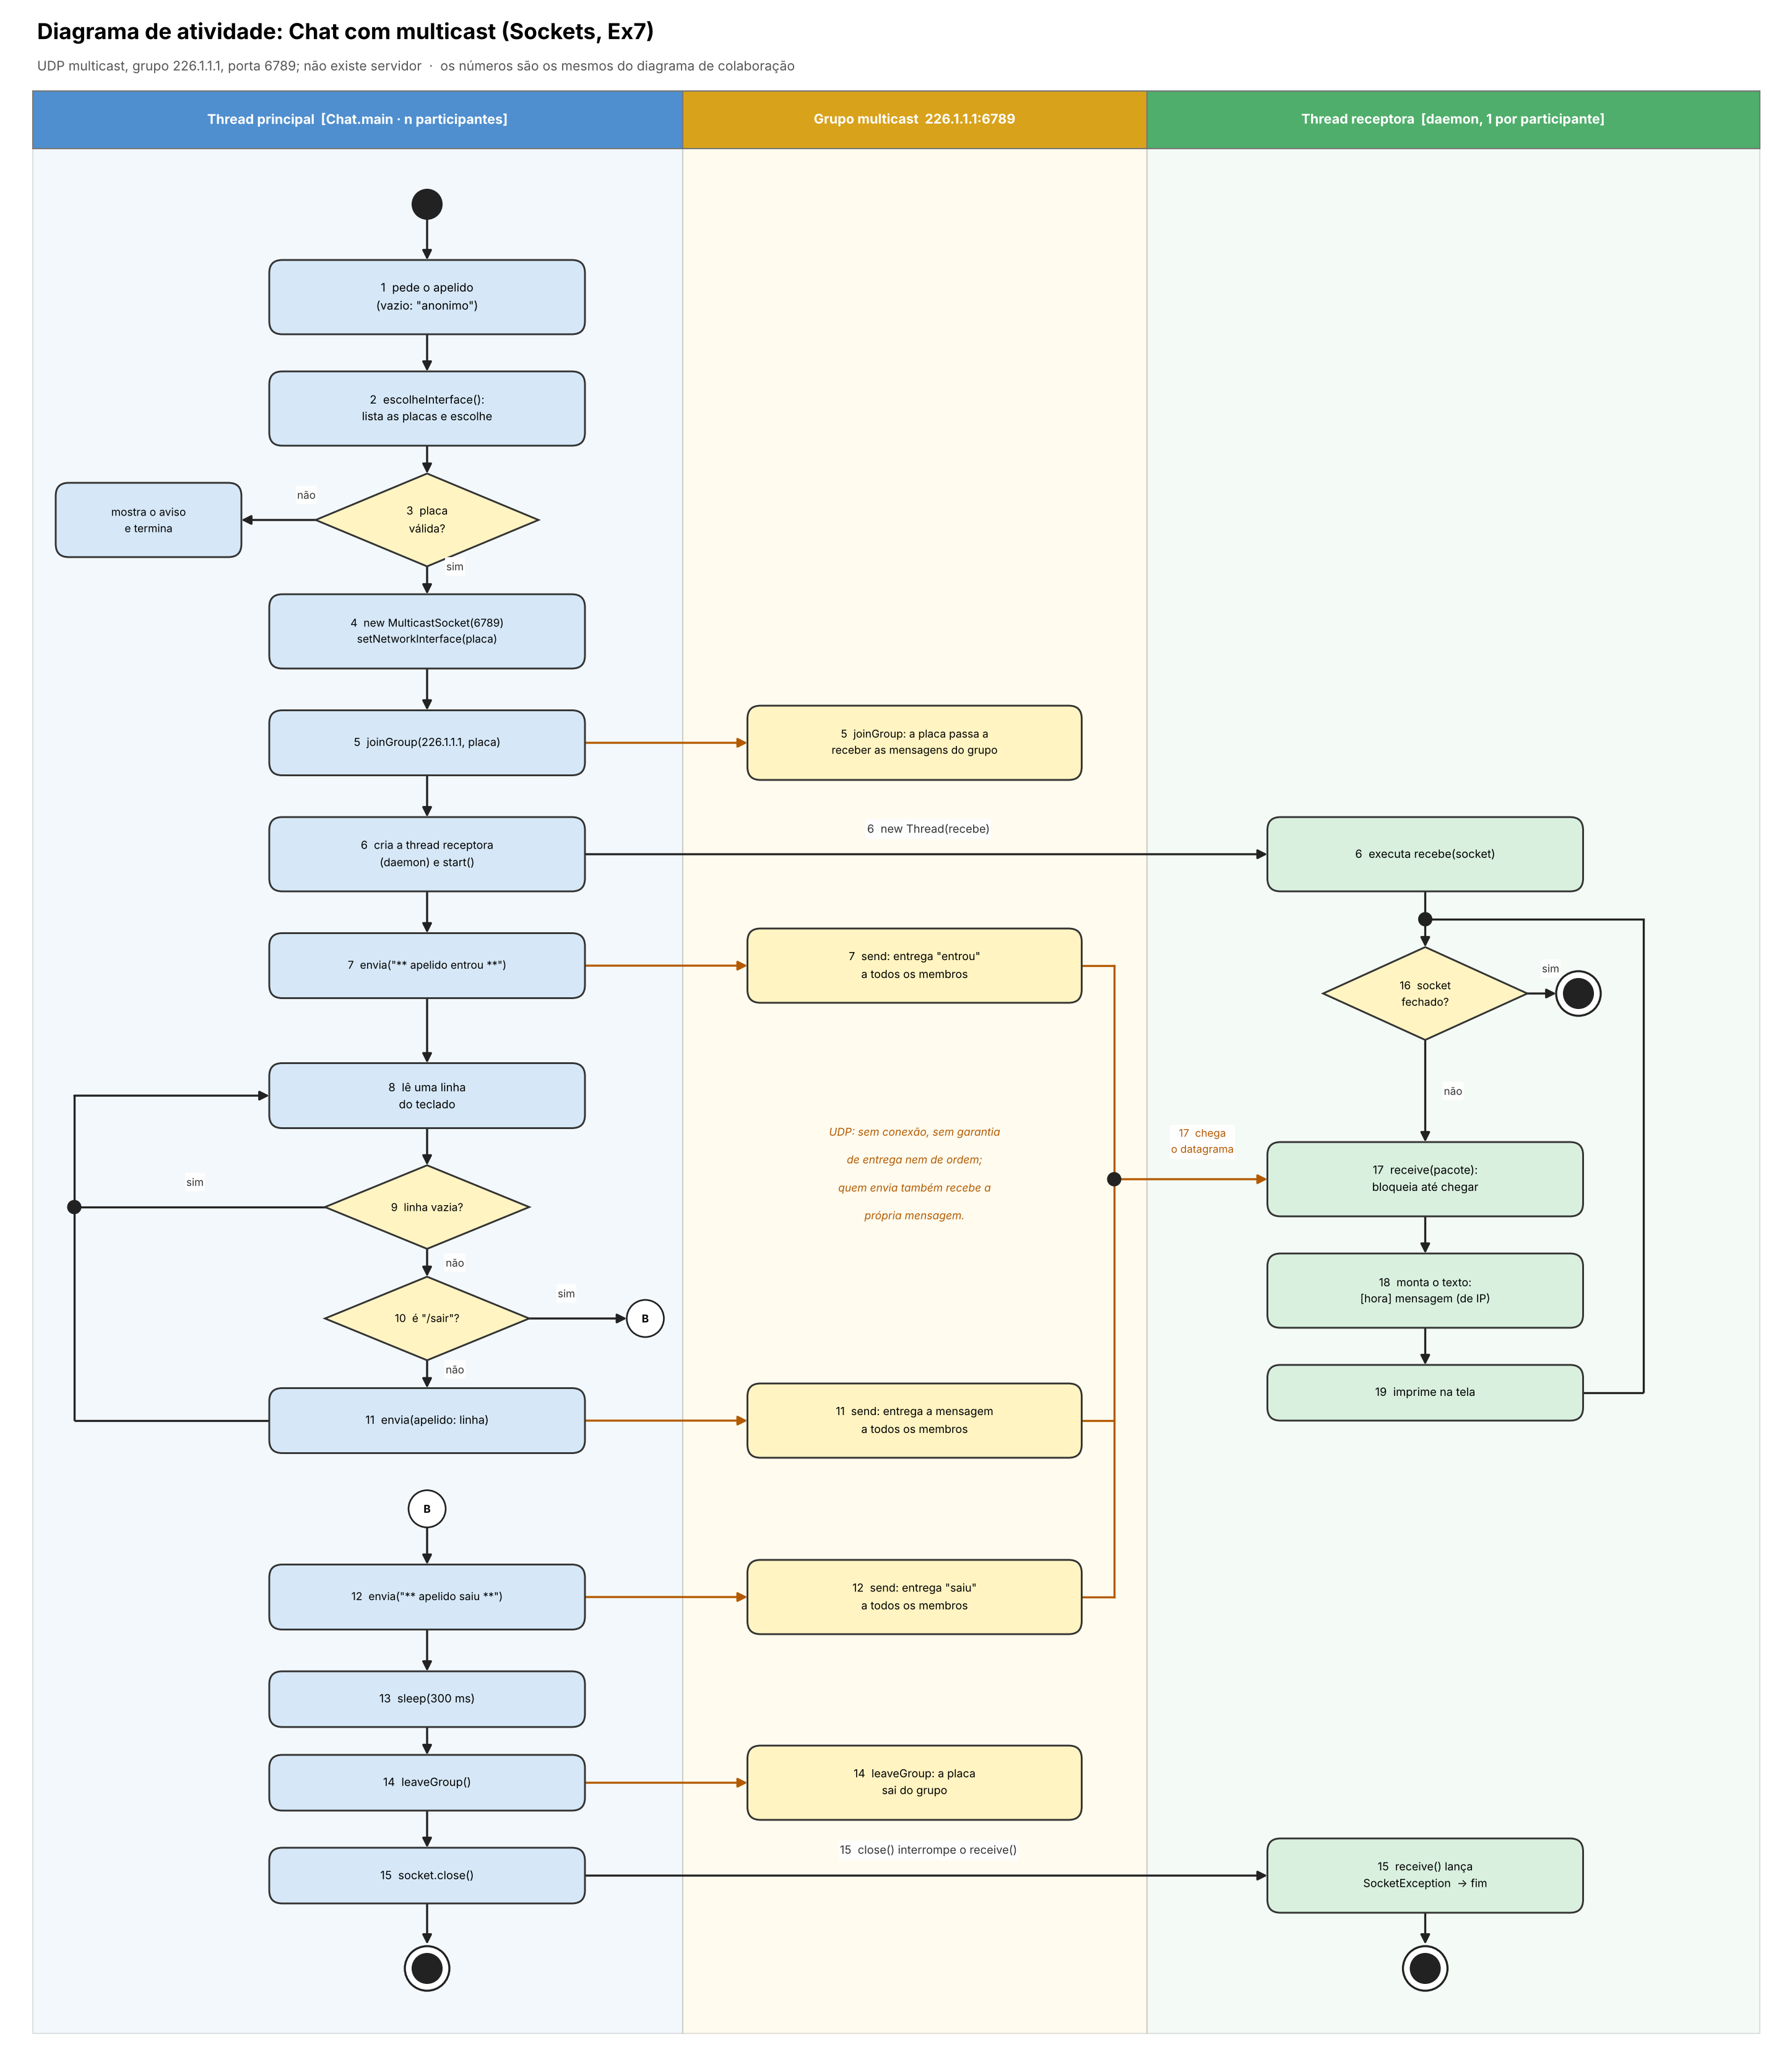 Diagrama de atividade: Chat com multicast (Sockets, Ex7)
UDP multicast, grupo 226.1.1.1, porta 6789; não existe servidor · os números são os mesmos do diagrama de colaboração
Thread principal [Chat.main · n participantes]
Grupo multicast 226.1.1.1:6789
Thread receptora [daemon, 1 por participante]
1 pede o apelido
(vazio: "anonimo")
2 escolheInterface():
lista as placas e escolhe
não
mostra o aviso
e termina
3 placa
válida?
sim
4 new MulticastSocket(6789)
setNetworkInterface(placa)
5 joinGroup(226.1.1.1, placa)
5 joinGroup: a placa passa a
receber as mensagens do grupo
6 cria a thread receptora
(daemon) e start()
6 new Thread(recebe)
6 executa recebe(socket)
7 envia("** apelido entrou **")
7 send: entrega "entrou"
a todos os membros
16 socket
fechado?
sim
não
8 lê uma linha
do teclado
UDP: sem conexão, sem garantia
de entrega nem de ordem;
quem envia também recebe a
própria mensagem.
17 chega
o datagrama
17 receive(pacote):
bloqueia até chegar
sim
9 linha vazia?
não
10 é "/sair"?
sim
B
não
18 monta o texto:
[hora] mensagem (de IP)
19 imprime na tela
11 envia(apelido: linha)
11 send: entrega a mensagem
a todos os membros
B
12 envia("** apelido saiu **")
12 send: entrega "saiu"
a todos os membros
13 sleep(300 ms)
14 leaveGroup()
14 leaveGroup: a placa
sai do grupo
15 socket.close()
15 close() interrompe o receive()
15 receive() lança
SocketException → fim